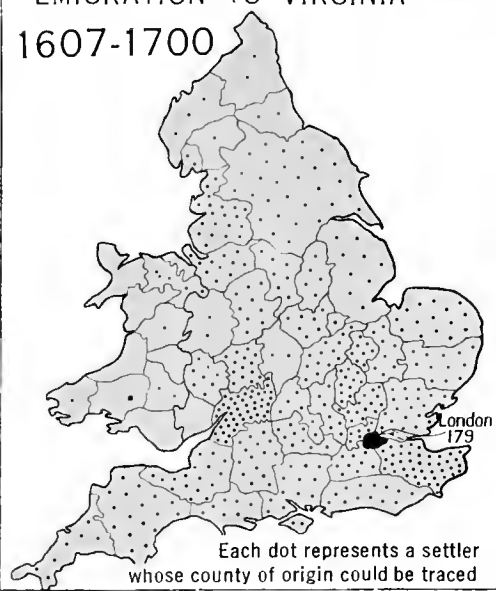 EMIGRATION TO VIRGINIA
1607-1700
London
179
Each dot represents a settler
whose county of origin could be traced